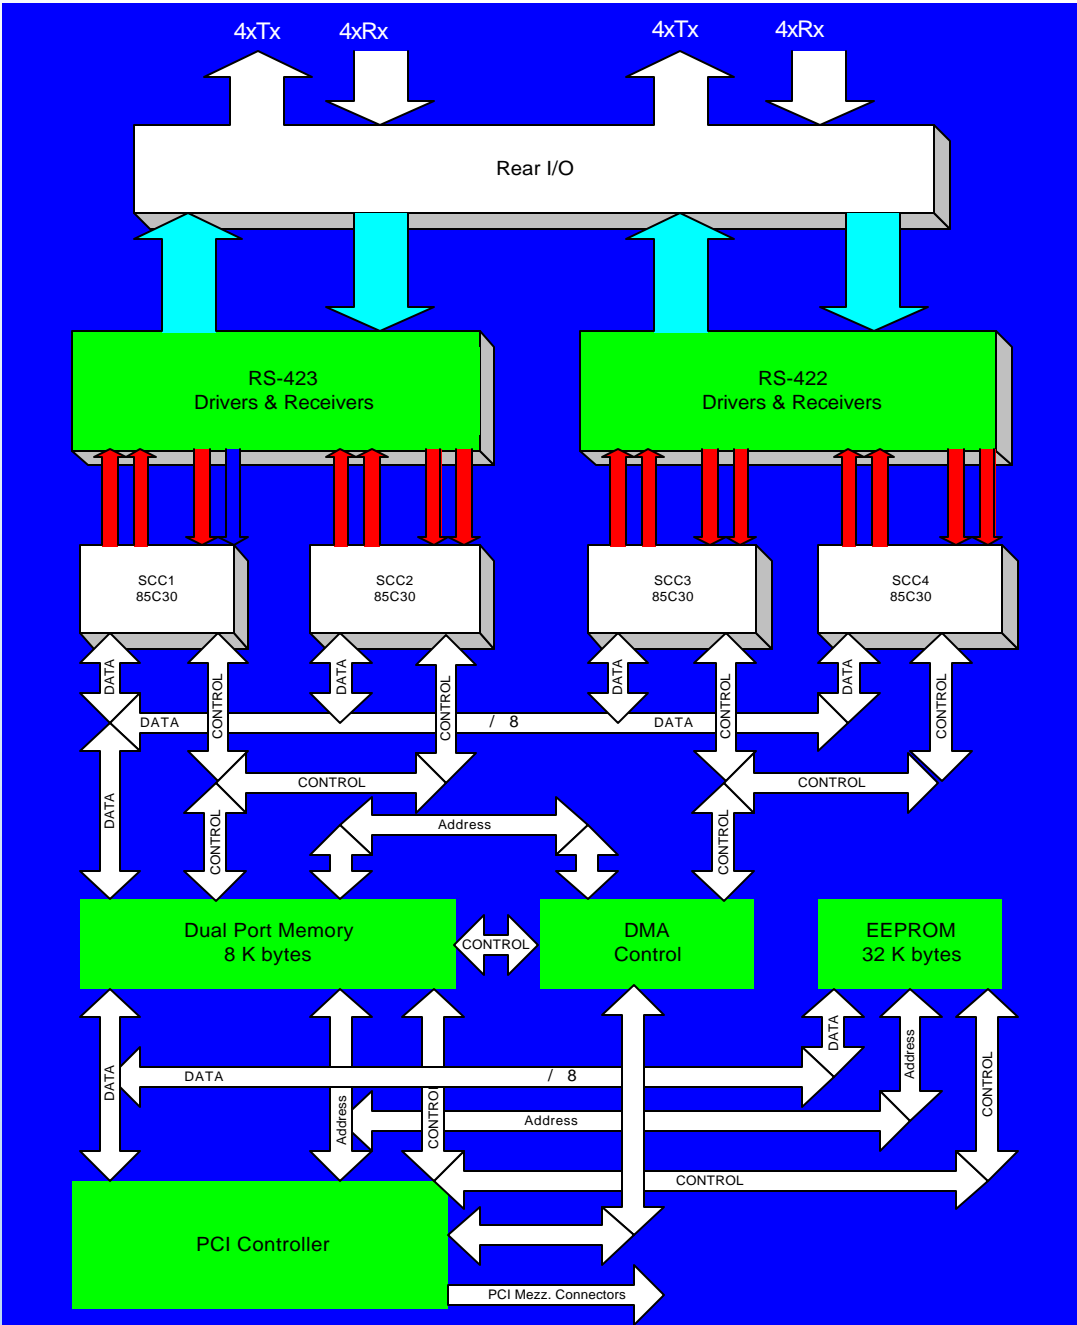 4xTx
4xRx
4xTx
4xRx
Rear I/O
RS-423
Drivers & Receivers
RS-422
Drivers & Receivers
SCC1
85C30
SCC2
85C30
SCC3
85C30
SCC4
85C30
DATA
CONTROL
DATA
CONTROL
DATA
CONTROL
DATA
CONTROL
DATA
/ 8
DATA
CONTROL
CONTROL
DATA
CONTROL
Address
CONTROL
Dual Port Memory
8 K bytes
CONTROL
DMA
Control
EEPROM
32 K bytes
DATA
Address
CONTROL
DATA
/ 8
DATA
Address
CONTROL
Address
CONTROL
PCI Controller
PCI Mezz. Connectors